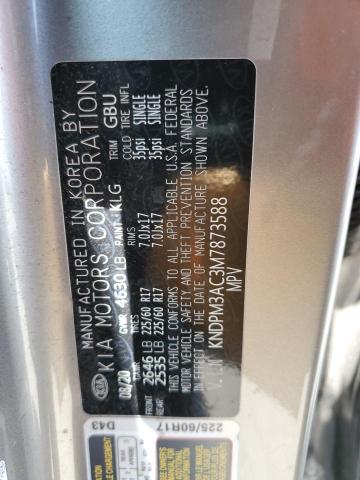 MANUFACTURED IN KOREA BY
KIA MOTORS CORPORATION
KIA
08/20 GVWR 4630 LB PAINT KLG TRIM GBU
TIRES RIMS COLD TIRE INFL
2646 LB 225/60 R17 7.0JX17 35psi SINGLE
REAR 2535 LB 225/60 R17 7.0JX17 35psi SINGLE
THIS VEHICLE CONFORMS TO ALL APPLICABLE U.S.A. FEDERAL
MOTOR VEHICLE SAFETY AND THEFT PREVENTION STANDARDS
IN EFFECT ON THE DATE OF MANUFACTURE SHOWN ABOVE.
V.I.N: KNDPM3AC3M7873588
MPV
D43
225/60R17
ADDITIONAL
INFORMATION